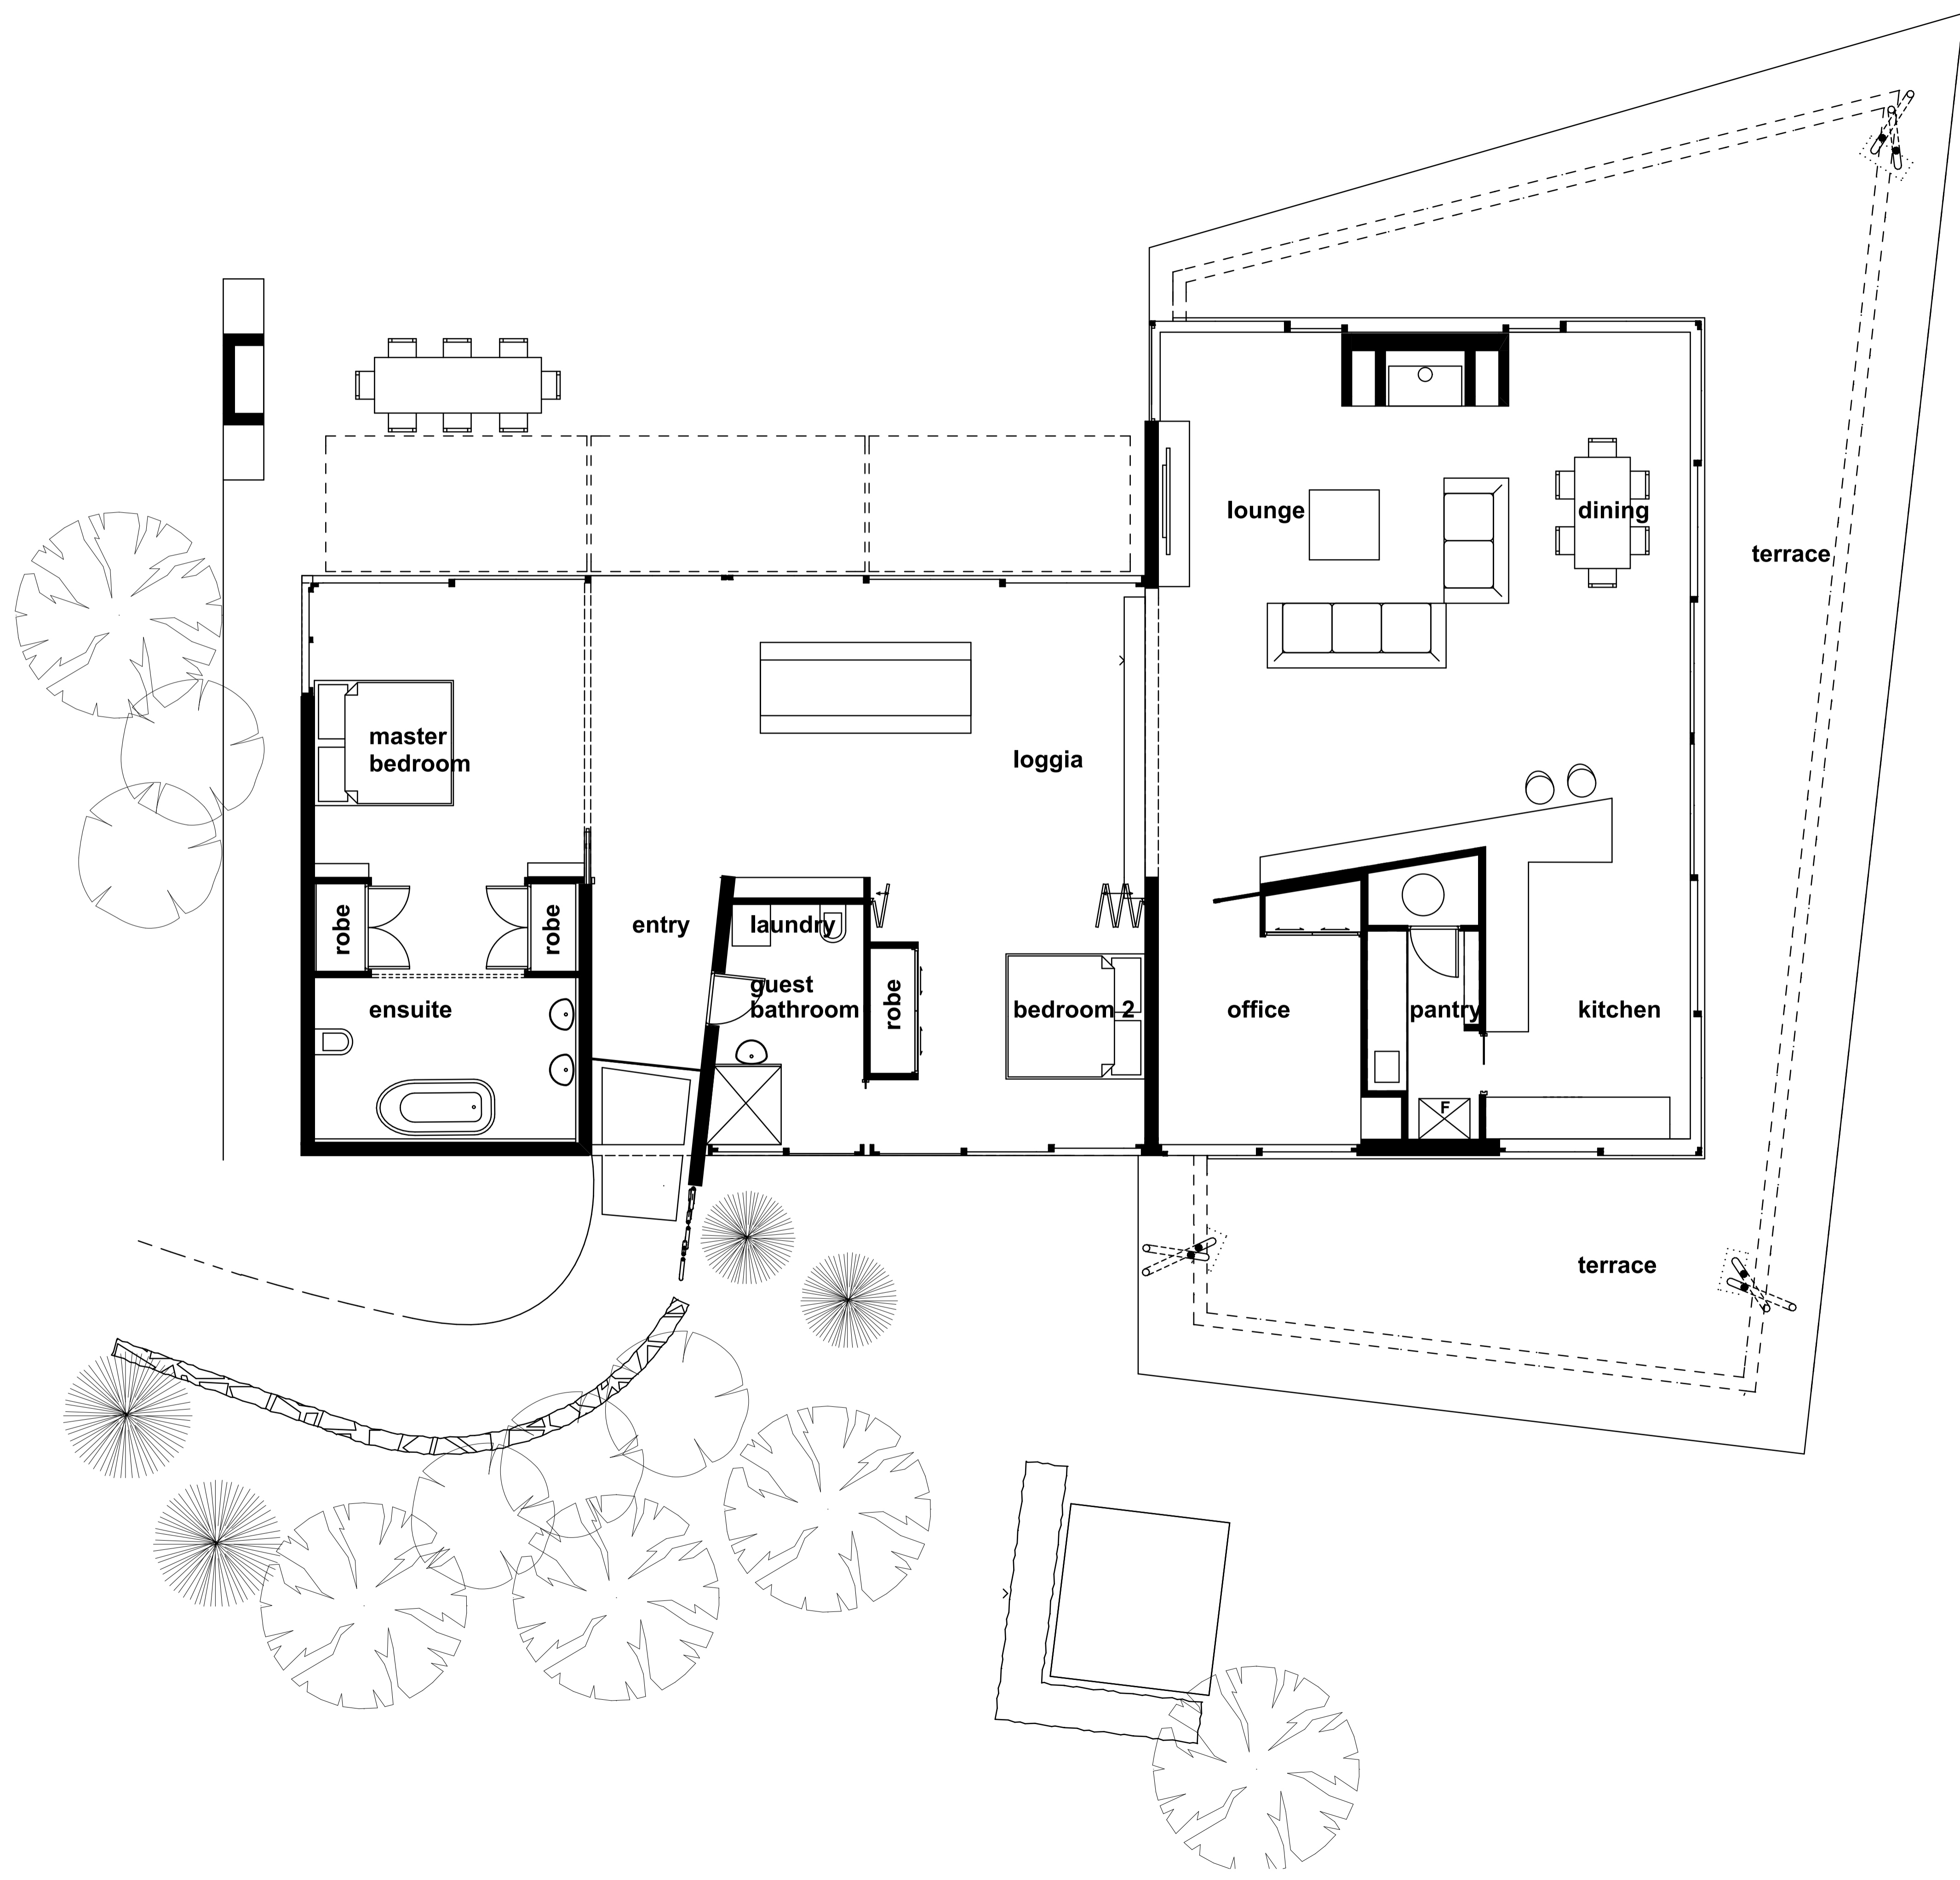 lounge
dining
terrace
master
bedroom
loggia
robe
robe
entry
laundry
guest
bathroom
robe
ensuite
bedroom 2
office
pantry
kitchen
F
terrace